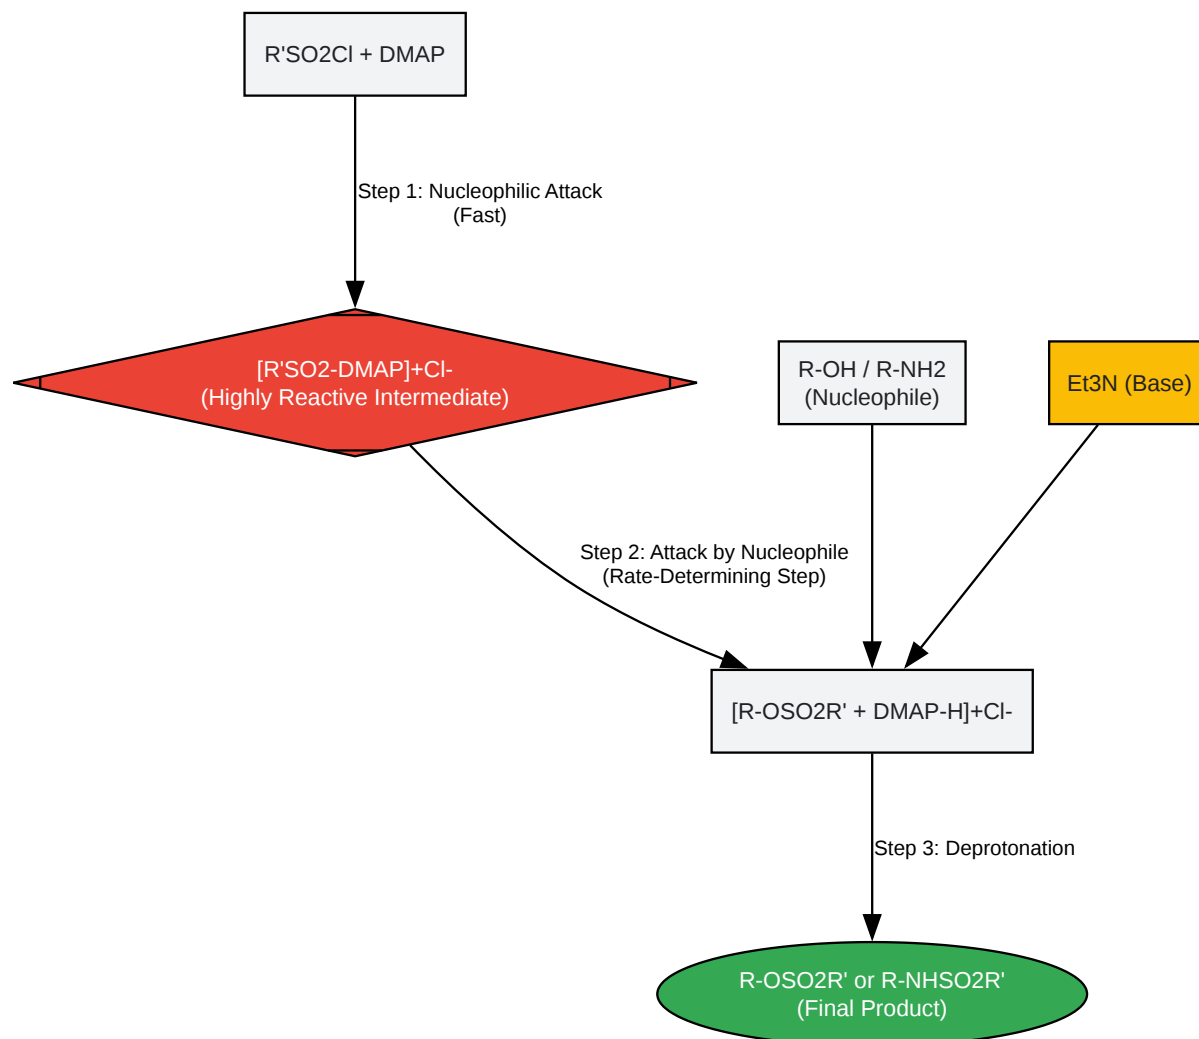 R'SO2Cl + DMAP
Step 1: Nucleophilic Attack
(Fast)
[R'SO2-DMAP]+Cl-
(Highly Reactive Intermediate)
R-OH / R-NH2
(Nucleophile)
Et3N (Base)
Step 2: Attack by Nucleophile
(Rate-Determining Step)
[R-OSO2R' + DMAP-H]+Cl-
Step 3: Deprotonation
R-OSO2R' or R-NHSO2R'
(Final Product)